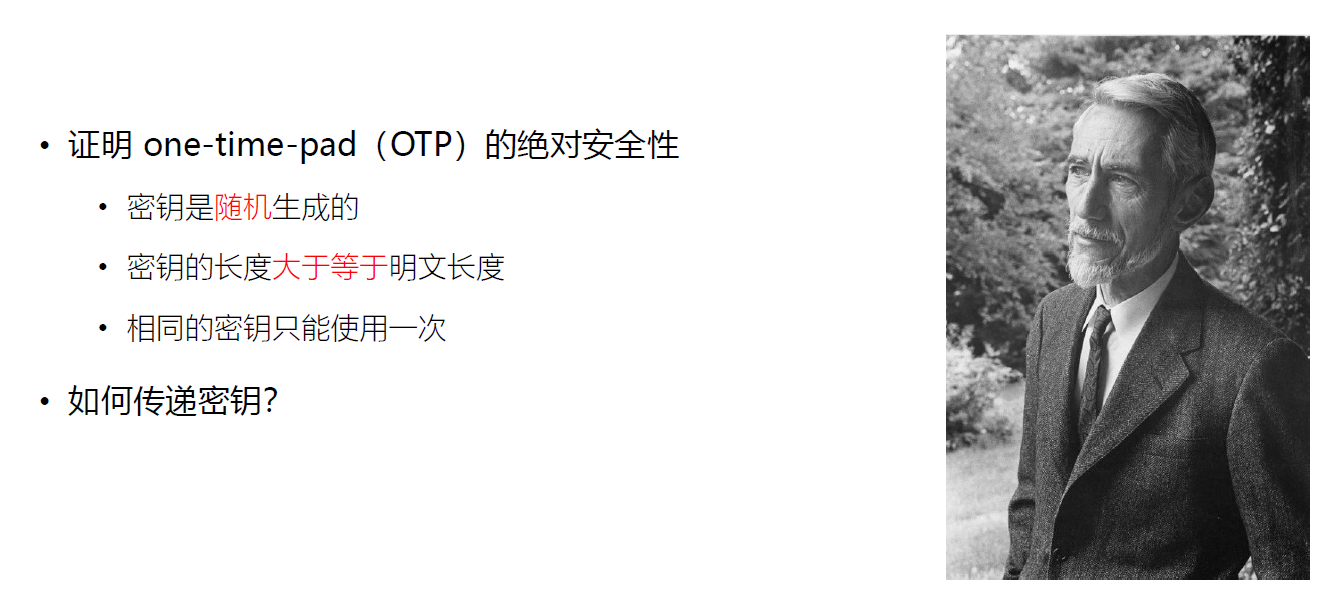 • 证明 one-time-pad（OTP）的绝对安全性
• 密钥是随机生成的
• 密钥的长度大于等于明文长度
• 相同的密钥只能使用一次
• 如何传递密钥？